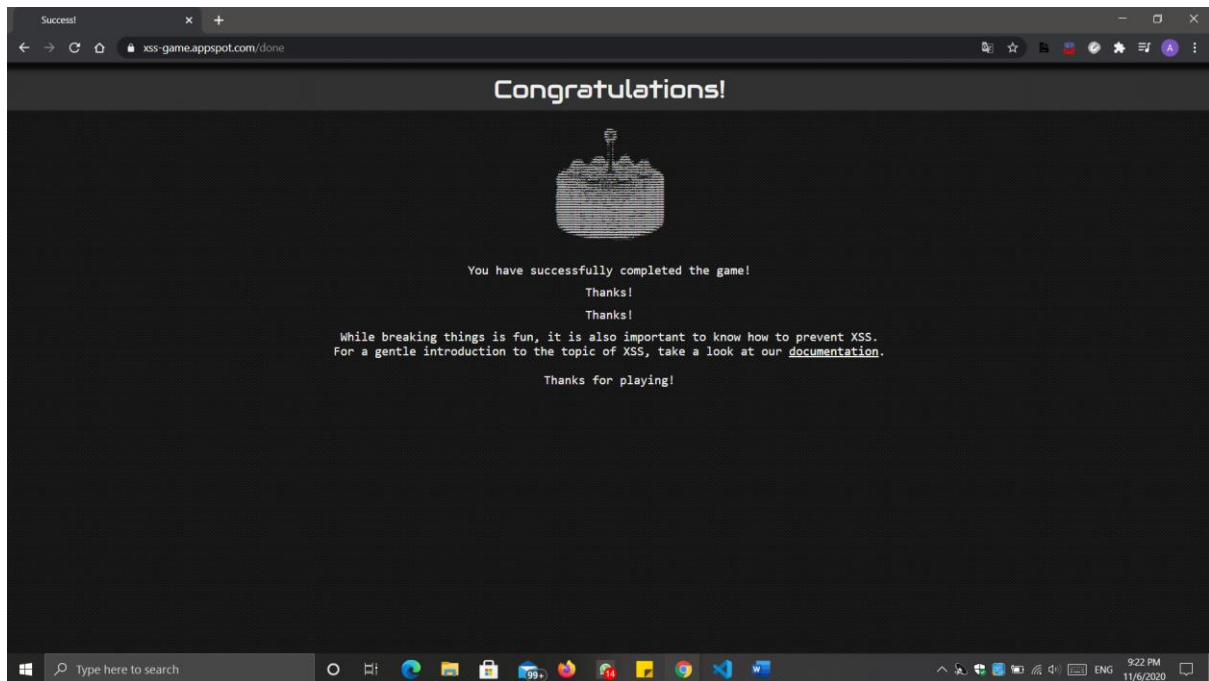 Success!
xss-game.appspot.com/done
A
Congratulations!
You have successfully completed the game!
Thanks!
Thanks!
While breaking things is fun, it is also important to know how to prevent XSS.
For a gentle introduction to the topic of XSS, take a look at our documentation.
Thanks for playing!
Type here to search
99+
14
W
ENG
9:22 PM
11/6/2020